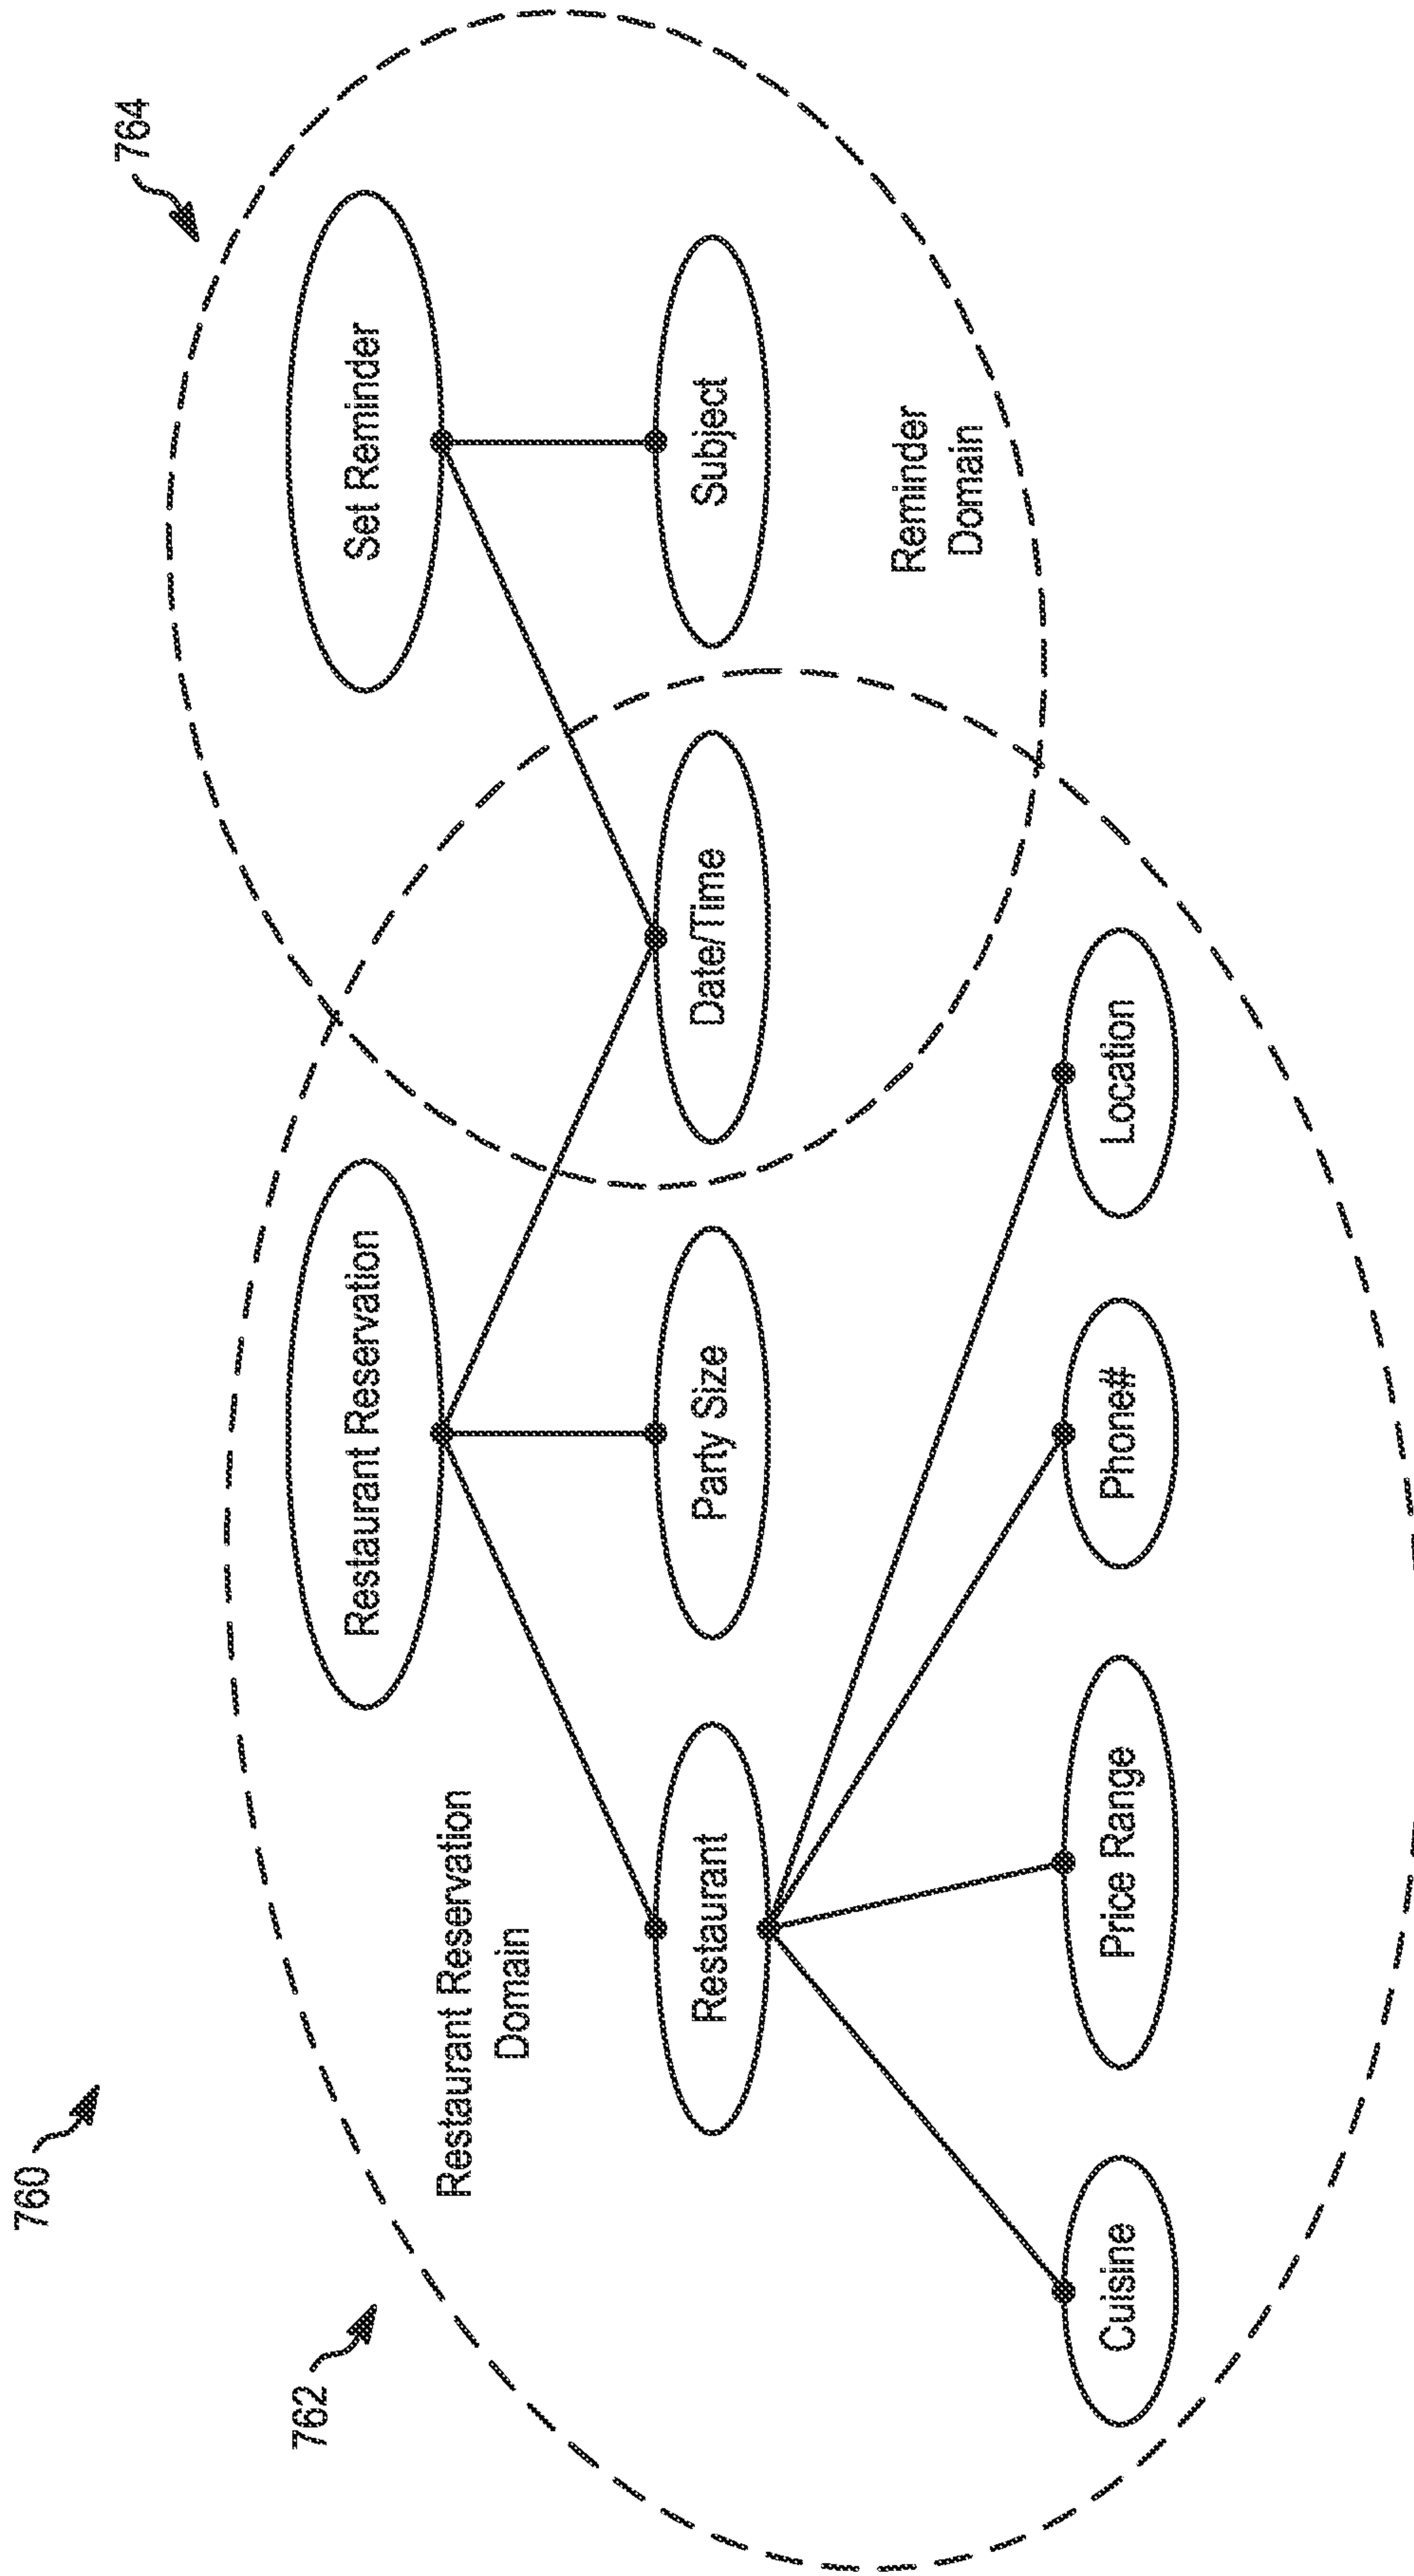 760
762
764
Restaurant Reservation
Set Reminder
Restaurant Reservation
Domain
Restaurant
Party Size
Date/Time
Subject
Reminder
Domain
Cuisine
Price Range
Phone#
Location